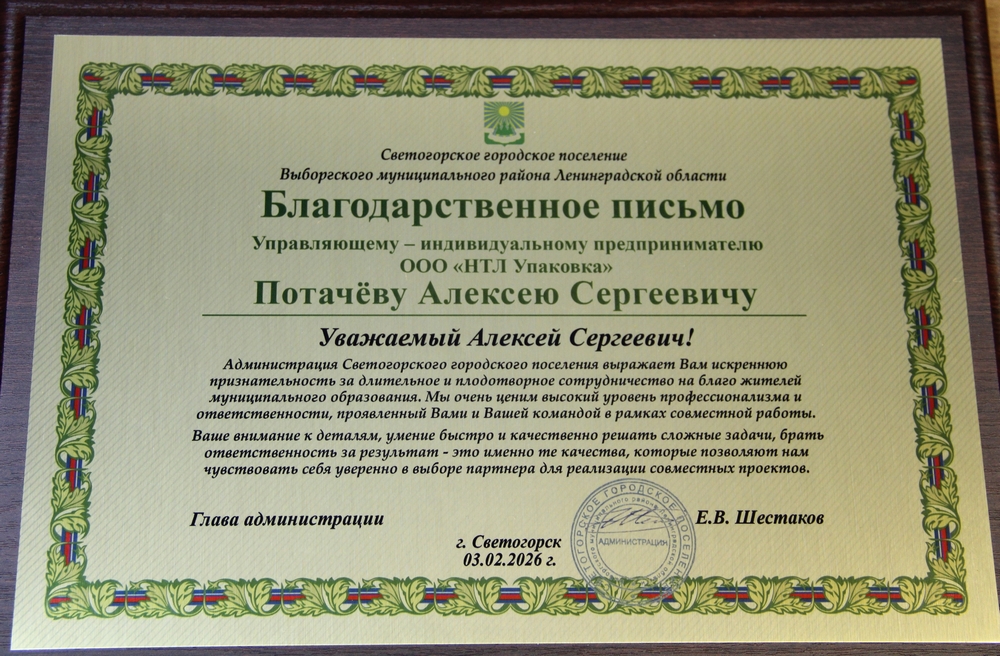 Светогорское городское поселение
Выборгского муниципального района Ленинградской области
Благодарственное письмо
Управляющему – индивидуальному предпринимателю
ООО «НТЛ Упаковка»
Потачёву Алексею Сергеевичу
Уважаемый Алексей Сергеевич!
Администрация Светогорского городского поселения выражает Вам искреннюю
признательность за длительное и плодотворное сотрудничество на благо жителей
муниципального образования. Мы очень ценим высокий уровень профессионализма и
ответственности, проявленный Вами и Вашей командой в рамках совместной работы.
Ваше внимание к деталям, умение быстро и качественно решать сложные задачи, брать
ответственность за результат - это именно те качества, которые позволяют нам
чувствовать себя уверенно в выборе партнера для реализации совместных проектов.
Глава администрации
Е.В. Шестаков
г. Светогорск
03.02.2026 г.
ГОРОДСКОЕ
АДМИНИСТРАЦИЯ